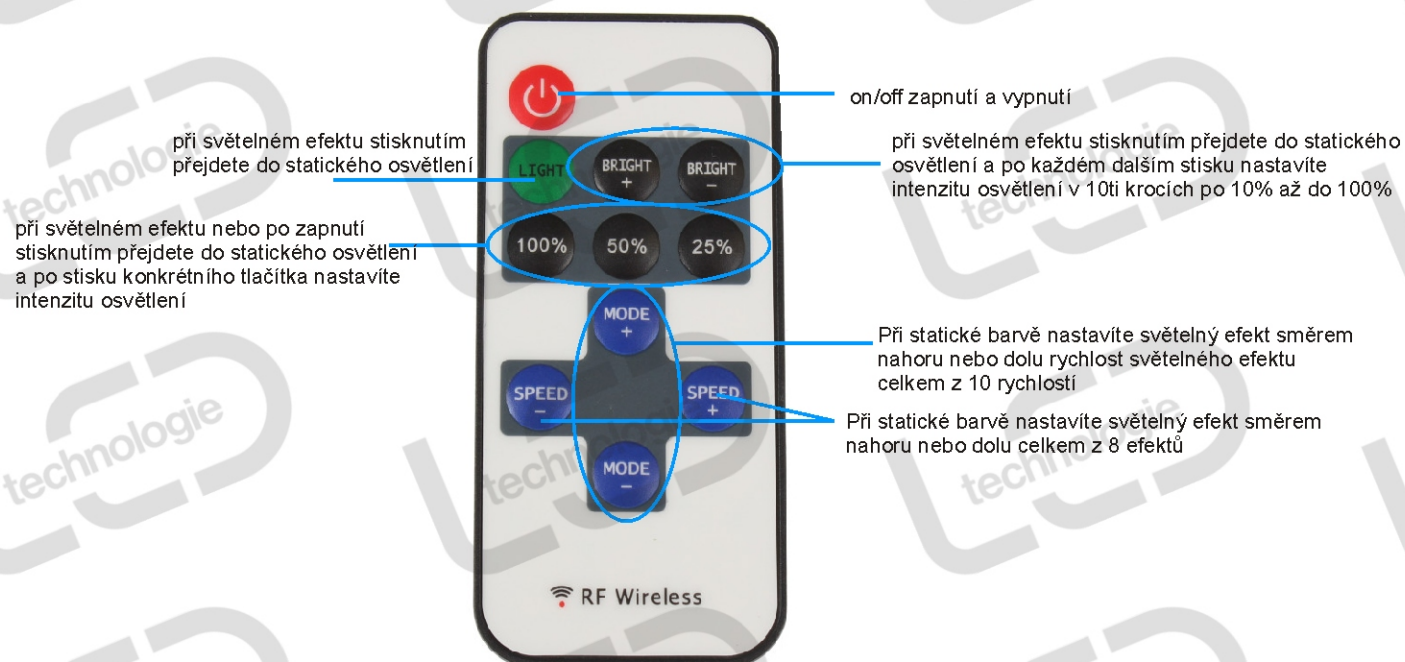 on/off zapnutí a vypnutí
při světelném efektu stisknutím
přejdete do statického osvětlení
LIGHT
BRIGHT
+
BRIGHT
-
při světelném efektu stisknutím přejdete do statického
osvětlení a po každém dalším stisku nastavíte
intenzitu osvětlení v 10ti krocích po 10% až do 100%
při světelném efektu nebo po zapnutí
stisknutím přejdete do statického osvětlení
a po stisku konkrétního tlačítka nastavíte
intenzitu osvětlení
100%
50%
25%
MODE
+
Při statické barvě nastavíte světelný efekt směrem
nahoru nebo dolu rychlost světelného efektu
celkem z 10 rychlostí
SPEED
-
SPEED
+
Při statické barvě nastavíte světelný efekt směrem
nahoru nebo dolu celkem z 8 efektů
MODE
-
RF Wireless
technologie
technologie
technologie
technologie
technologie
technologie